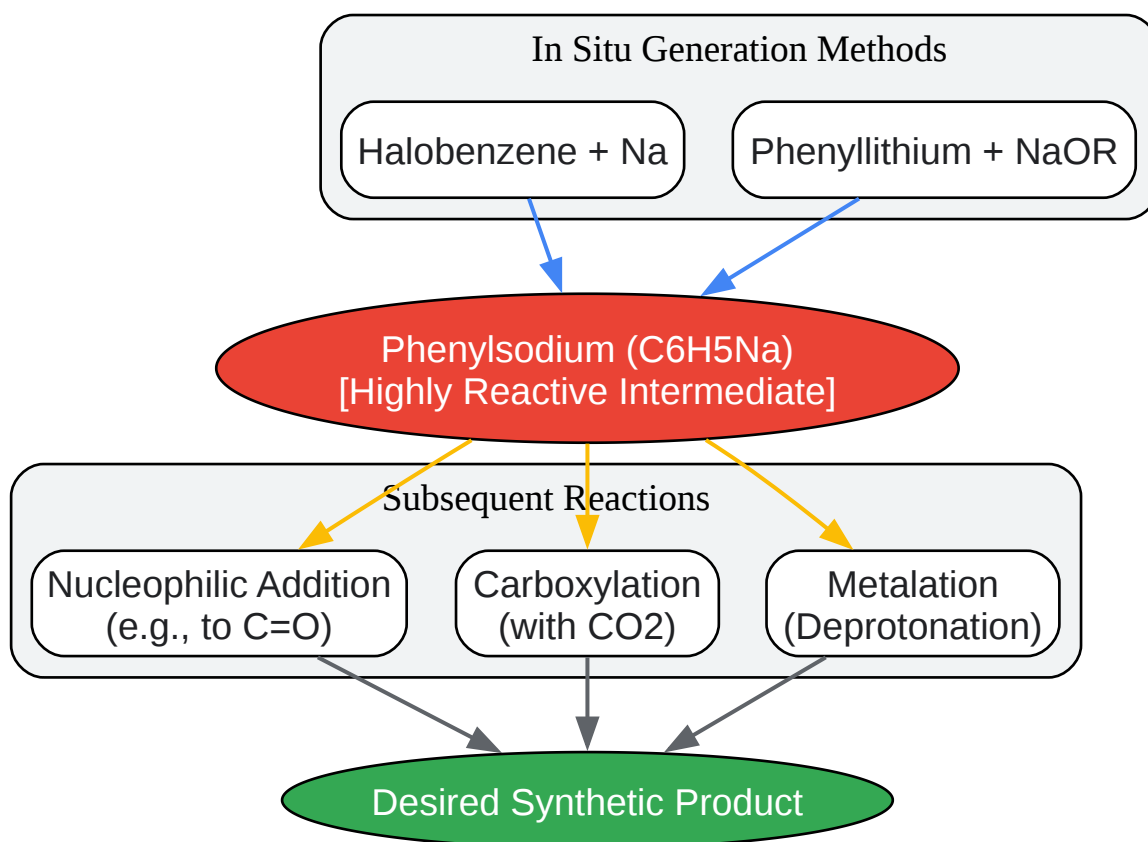 In Situ Generation Methods
Halobenzene + Na
Phenyllithium + NaOR
Phenylsodium (C6H5Na)
[Highly Reactive Intermediate]
Subsequent Reactions
Nucleophilic Addition
(e.g., to C=O)
Carboxylation
(with CO2)
Metalation
(Deprotonation)
Desired Synthetic Product